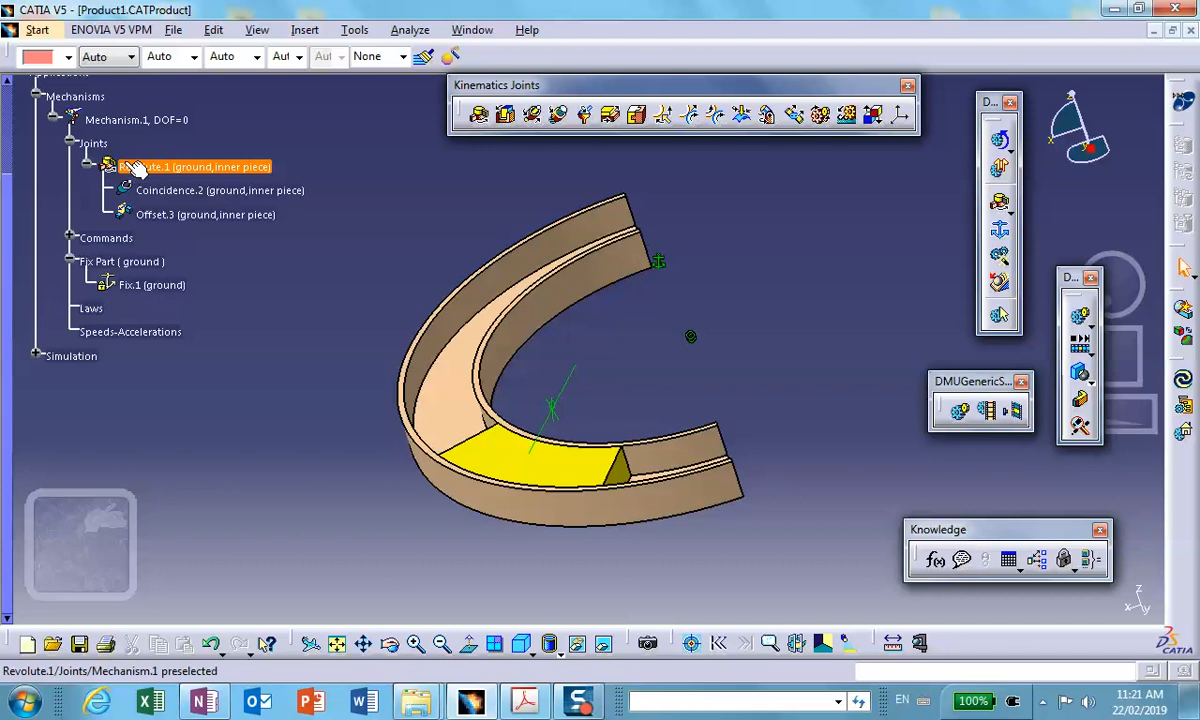 CATIA V5 - [Product1.CATProduct]
Start ENOVIA V5 VPM File Edit View Insert Tools Analyze Window Help
Auto Auto Auto Aut Aut None
Kinematics Joints
Mechanisms
Mechanism.1, DOF=0
Joints
(ground,inner piece)
Coincidence.2 (ground,inner piece)
Offset.3 (ground,inner piece)
Commands
Fix Part ( ground )
Fix.1 (ground)
Laws
Speeds-Accelerations
Simulation
D...
D...
DMUGenericS...
Knowledge
f(x)
z
x y
CATIA
Revolute.1/Joints/Mechanism.1 preselected
EN
100%
11:21 AM
22/02/2019